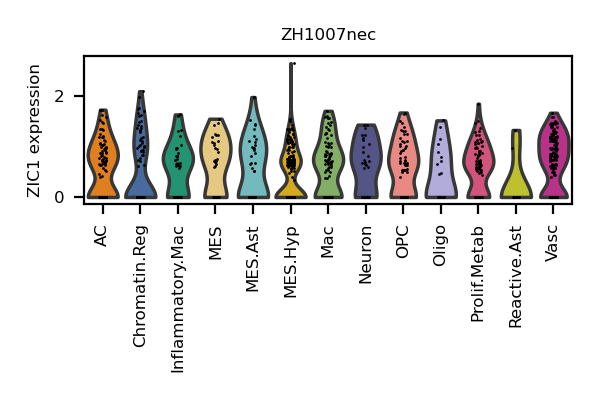 ZH1007nec
ZIC1 expression
2
0
AC
Chromatin.Reg
Inflammatory.Mac
MES
MES.Ast
MES.Hyp
Mac
Neuron
OPC
Oligo
Prolif.Metab
Reactive.Ast
Vasc